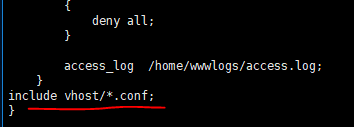 {
deny all;
}
access_log /home/wwwlogs/access.log;
}
include vhost/*.conf;
}